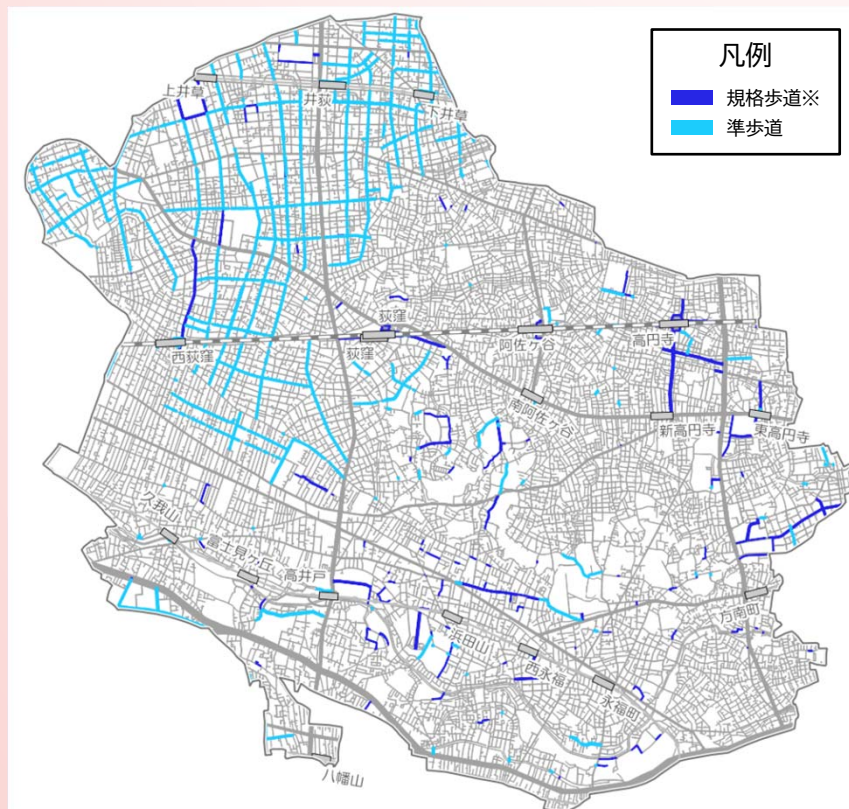 凡例
規格歩道※
準歩道
上井草
井荻
下井草
荻窪
西荻窪
荻窪
阿佐ケ谷
高円寺
南阿佐ケ谷
新高円寺
東高円寺
久我山
富士見ケ丘
高井戸
浜田山
西永福
永福町
方南町
八幡山